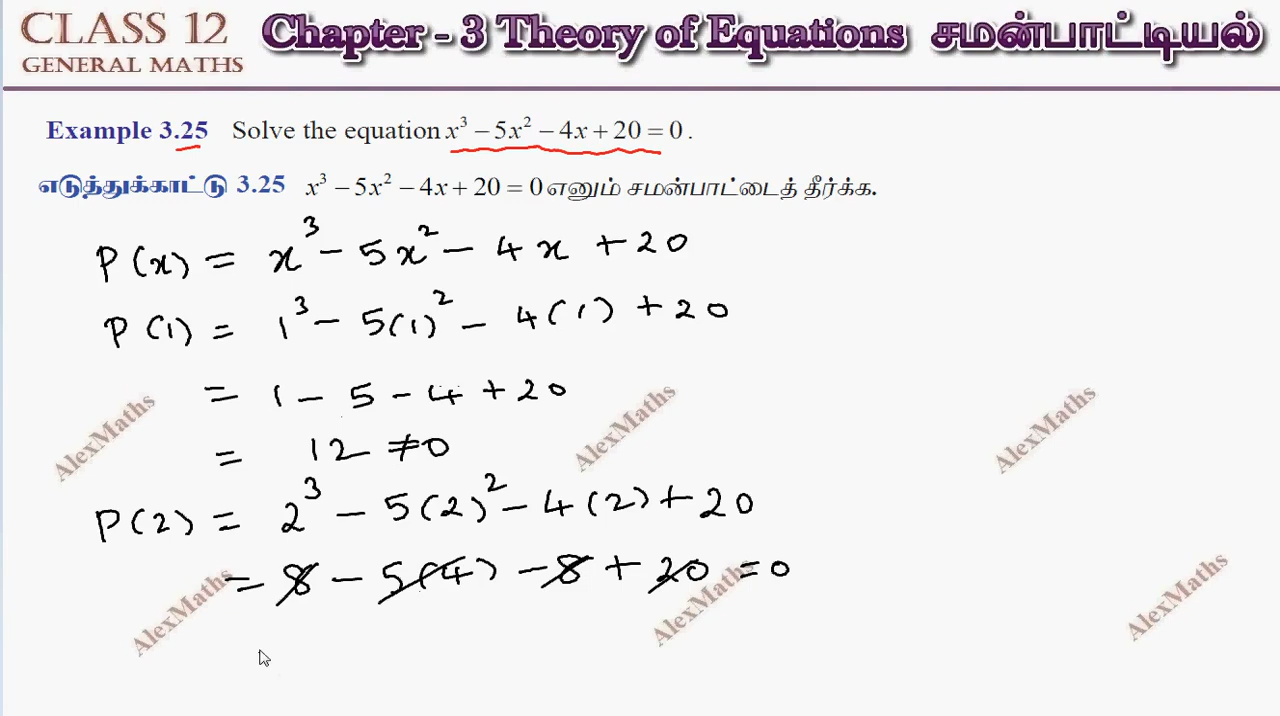 CLASS 12
GENERAL MATHS
Chapter - 3 Theory of Equations சமன்பாட்டியல்
Example 3.25 Solve the equation x³ − 5x² − 4x + 20 = 0 .
எடுத்துக்காட்டு 3.25 x³ − 5x² − 4x + 20 = 0 எனும் சமன்பாட்டைத் தீர்க்க.
P(x) = x³ − 5x² − 4x + 20
P(1) = 1³ − 5(1)² − 4(1) + 20
= 1 − 5 − 4 + 20
= 12 ≠ 0
P(2) = 2³ − 5(2)² − 4(2) + 20
= 8 − 5(4) − 8 + 20 = 0
AlexMaths
AlexMaths
AlexMaths
AlexMaths
AlexMaths
AlexMaths